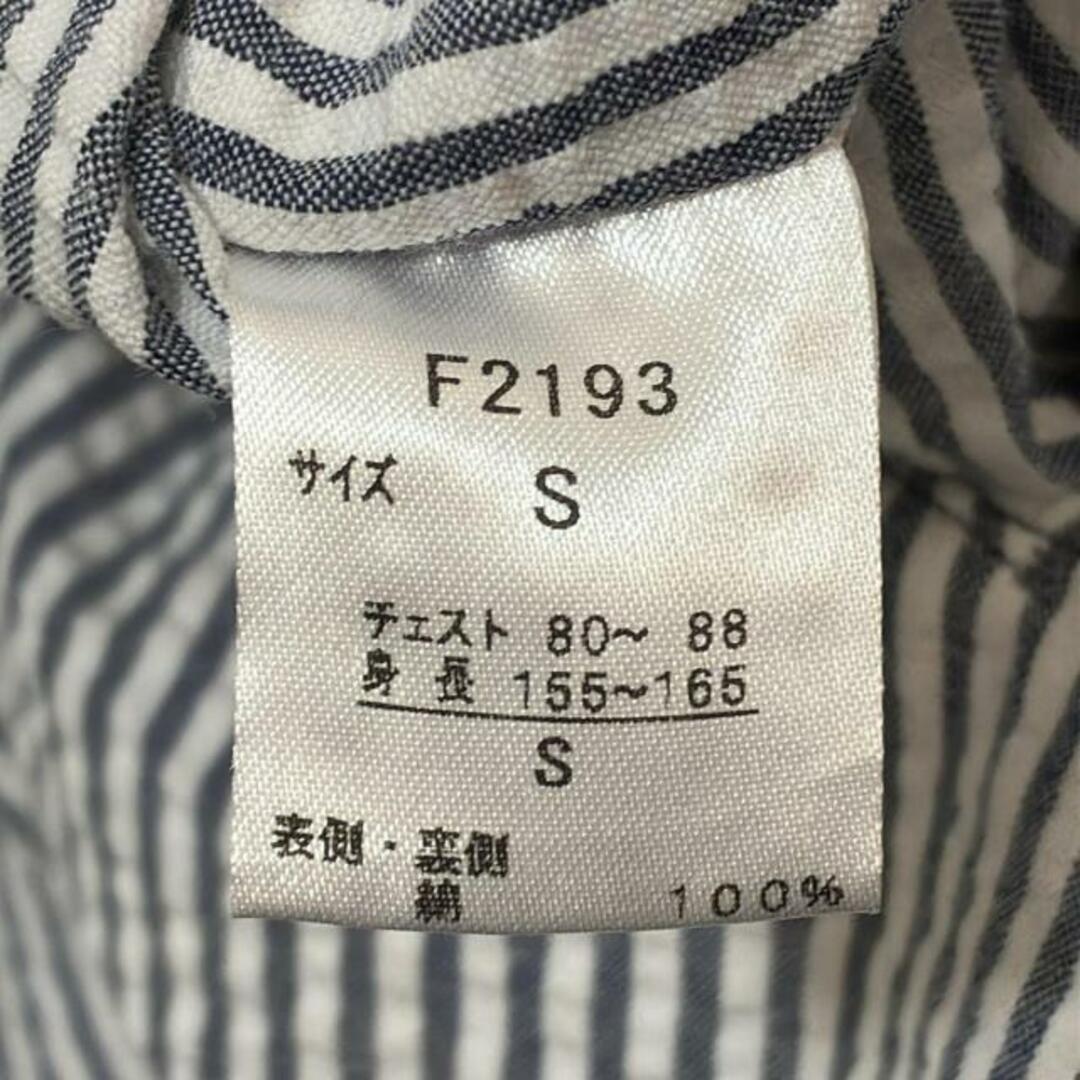 F2193
サイズ S
チェスト 80～ 88
身 長 155～165
S
表側・裏側
綿 100%